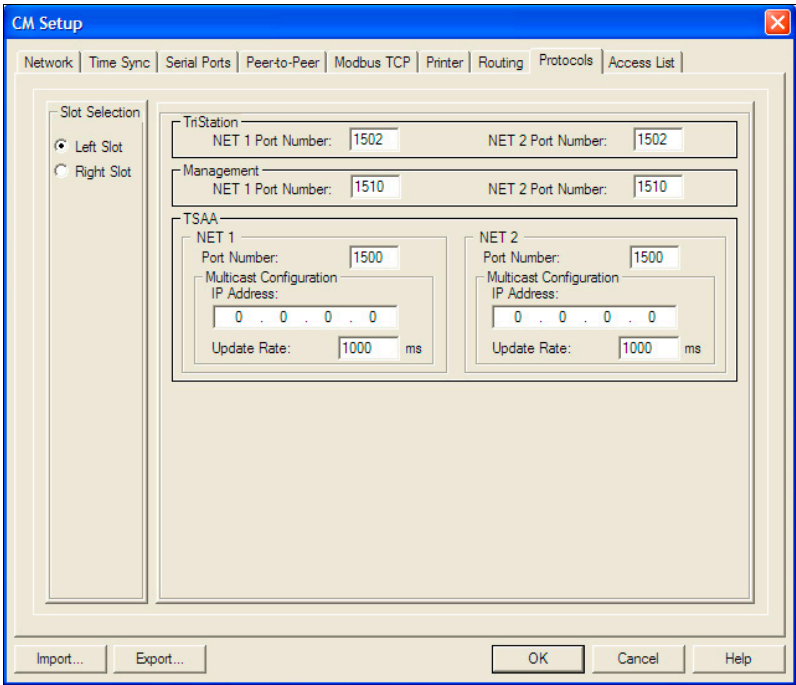 CM Setup
Network Time Sync Serial Ports Peer-to-Peer Modbus TCP Printer Routing Protocols Access List
Slot Selection
Left Slot
Right Slot
TriStation
NET 1 Port Number: 1502 NET 2 Port Number: 1502
Management
NET 1 Port Number: 1510 NET 2 Port Number: 1510
TSAA
NET 1
Port Number: 1500
Multicast Configuration
IP Address:
0 . 0 . 0 . 0
Update Rate: 1000 ms
NET 2
Port Number: 1500
Multicast Configuration
IP Address:
0 . 0 . 0 . 0
Update Rate: 1000 ms
Import... Export... OK Cancel Help